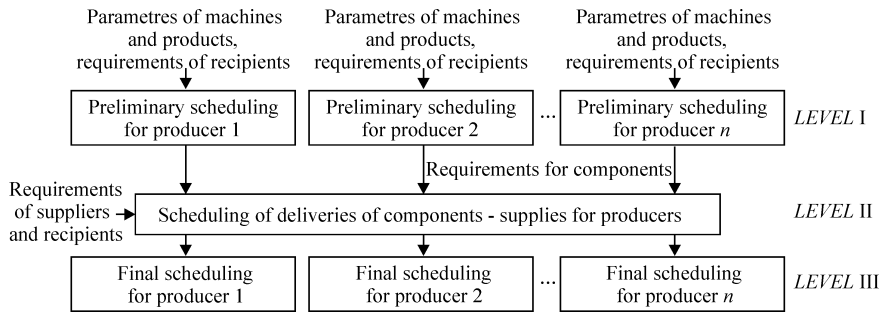 Parametres of machines
and products,
requirements of recipients
Parametres of machines
and products,
requirements of recipients
Parametres of machines
and products,
requirements of recipients
Preliminary scheduling
for producer 1
Preliminary scheduling
for producer 2
...
Preliminary scheduling
for producer n
LEVEL I
Requirements for components
Requirements
of suppliers
and recipients
Scheduling of deliveries of components - supplies for producers
LEVEL II
Final scheduling
for producer 1
Final scheduling
for producer 2
...
Final scheduling
for producer n
LEVEL III